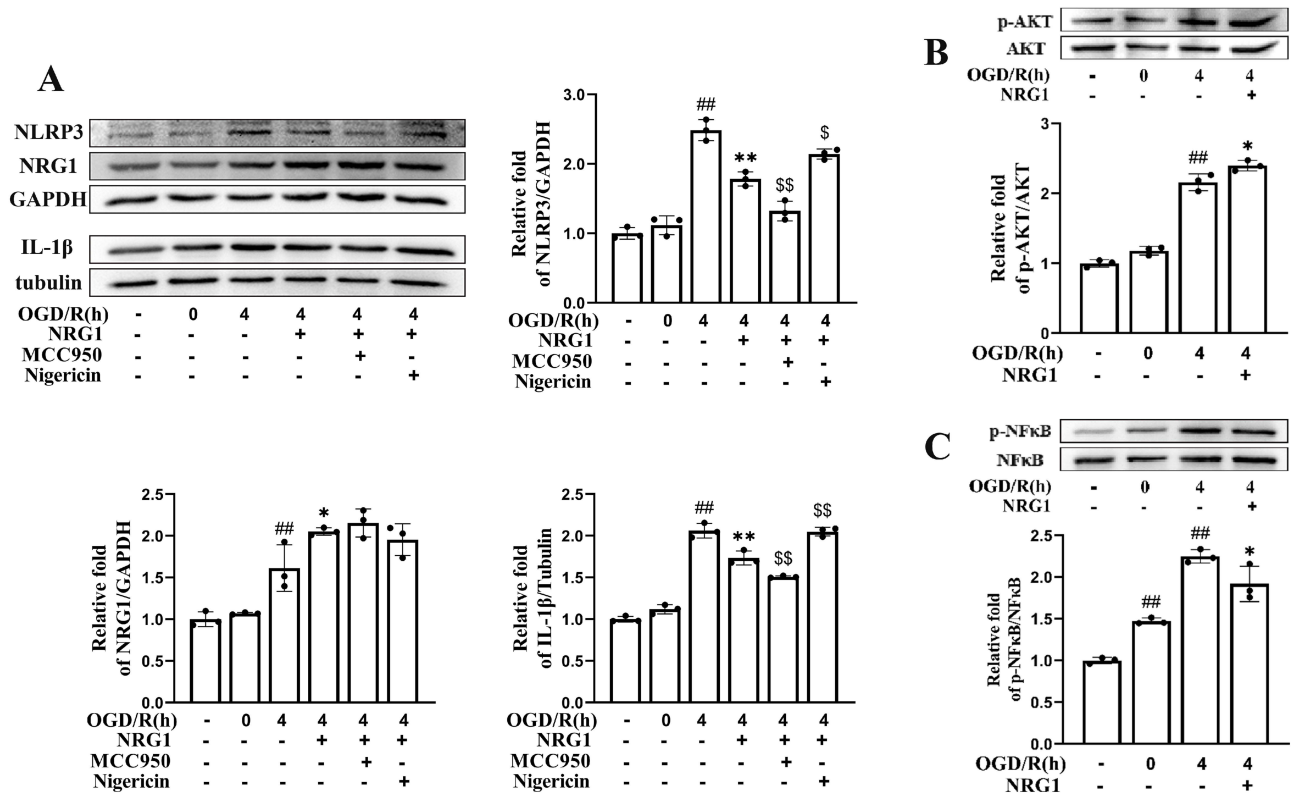 A
NLRP3
NRG1
GAPDH
IL-1β
tubulin
OGD/R(h) - 0 4 4 4 4
NRG1 - - - + + +
MCC950 - - - - + -
Nigericin - - - - - +
Relative fold
of NLRP3/GAPDH
3.0
2.0
1.0
0.0
## ** $$ $
OGD/R(h) - 0 4 4 4 4
NRG1 - - - + + +
MCC950 - - - - + -
Nigericin - - - - - +
B
p-AKT
AKT
OGD/R(h) - 0 4 4
NRG1 - - - +
Relative fold
of p-AKT/AKT
3
2
1
0
## *
OGD/R(h) - 0 4 4
NRG1 - - - +
Relative fold
of NRG1/GAPDH
2.5
2.0
1.5
1.0
0.5
0.0
## *
OGD/R(h) - 0 4 4 4 4
NRG1 - - - + + +
MCC950 - - - - + -
Nigericin - - - - - +
Relative fold
of IL-1β/Tubulin
2.5
2.0
1.5
1.0
0.5
0.0
## ** $$ $$
OGD/R(h) - 0 4 4 4 4
NRG1 - - - + + +
MCC950 - - - - + -
Nigericin - - - - - +
C
p-NFκB
NFκB
OGD/R(h) - 0 4 4
NRG1 - - - +
Relative fold
of p-NFκB/NFκB
2.5
2.0
1.5
1.0
0.5
0.0
## ## *
OGD/R(h) - 0 4 4
NRG1 - - - +